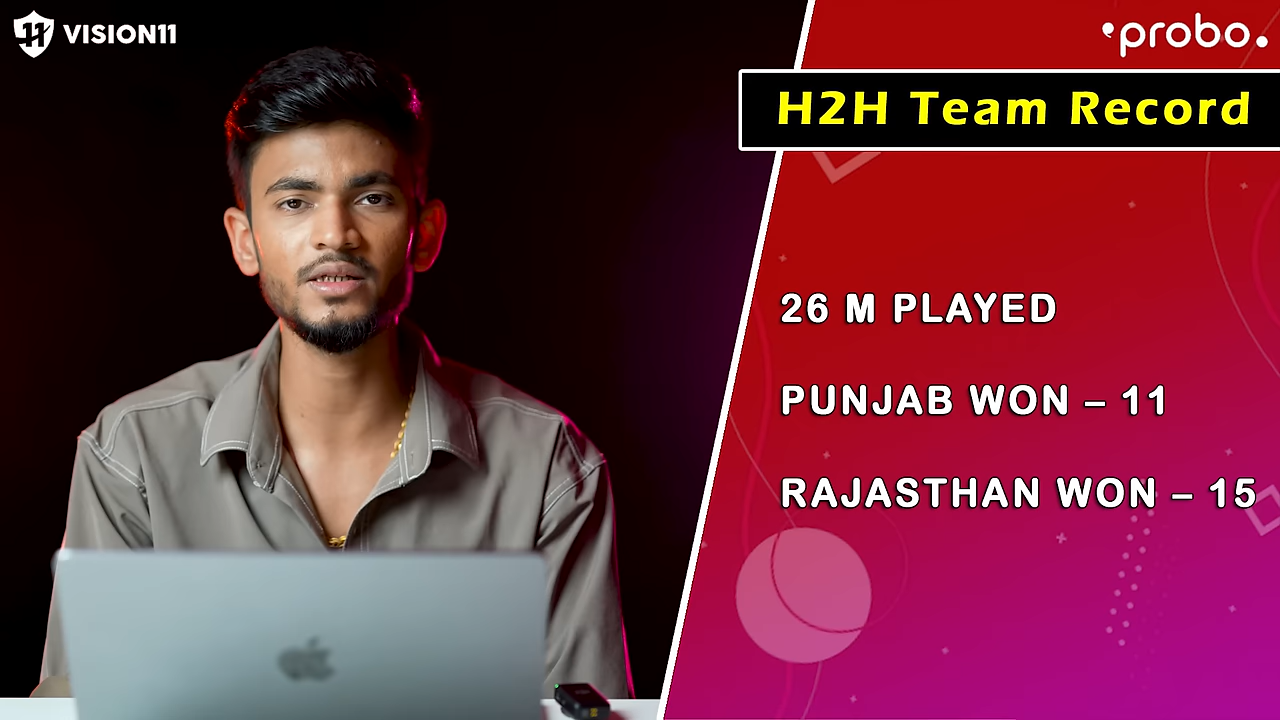 VISION11
probo.
H2H Team Record
26 M PLAYED
PUNJAB WON – 11
RAJASTHAN WON – 15